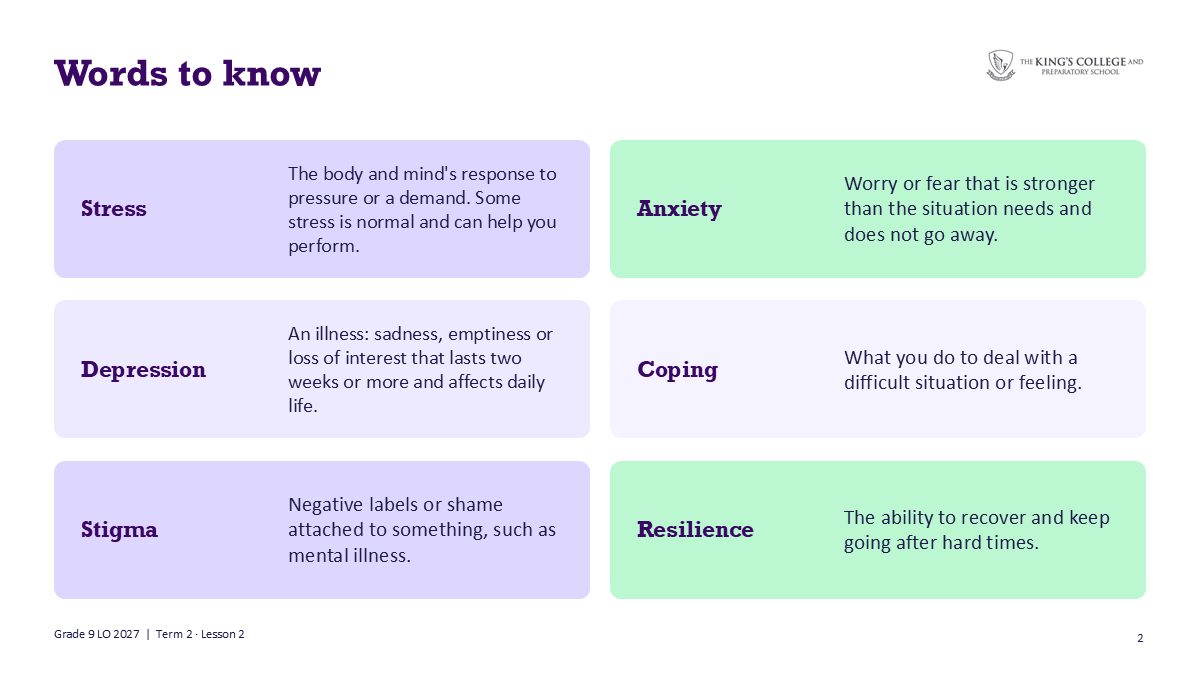 Words to know
THE KING'S COLLEGE AND
PREPARATORY SCHOOL
Stress
The body and mind's response to
pressure or a demand. Some
stress is normal and can help you
perform.
Anxiety
Worry or fear that is stronger
than the situation needs and
does not go away.
Depression
An illness: sadness, emptiness or
loss of interest that lasts two
weeks or more and affects daily
life.
Coping
What you do to deal with a
difficult situation or feeling.
Stigma
Negative labels or shame
attached to something, such as
mental illness.
Resilience
The ability to recover and keep
going after hard times.
Grade 9 LO 2027 | Term 2 · Lesson 2
2